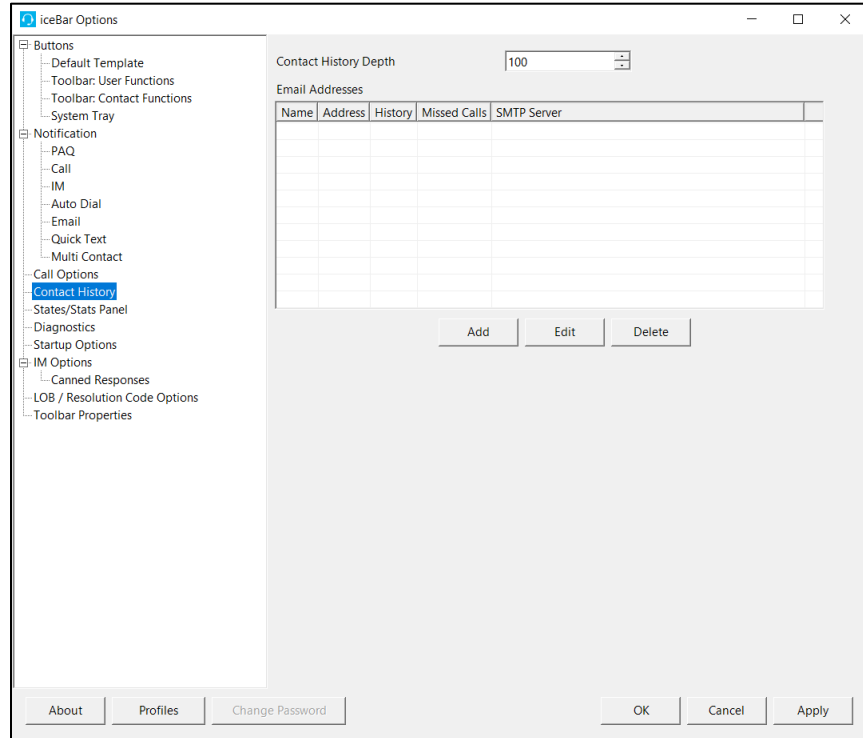 iceBar Options
Buttons
Default Template
Toolbar: User Functions
Toolbar: Contact Functions
System Tray
Notification
PAQ
Call
IM
Auto Dial
Email
Quick Text
Multi Contact
Call Options
Contact History
States/Stats Panel
Diagnostics
Startup Options
IM Options
Canned Responses
LOB / Resolution Code Options
Toolbar Properties
Contact History Depth 100
Email Addresses
Name Address History Missed Calls SMTP Server
Add Edit Delete
About Profiles Change Password OK Cancel Apply